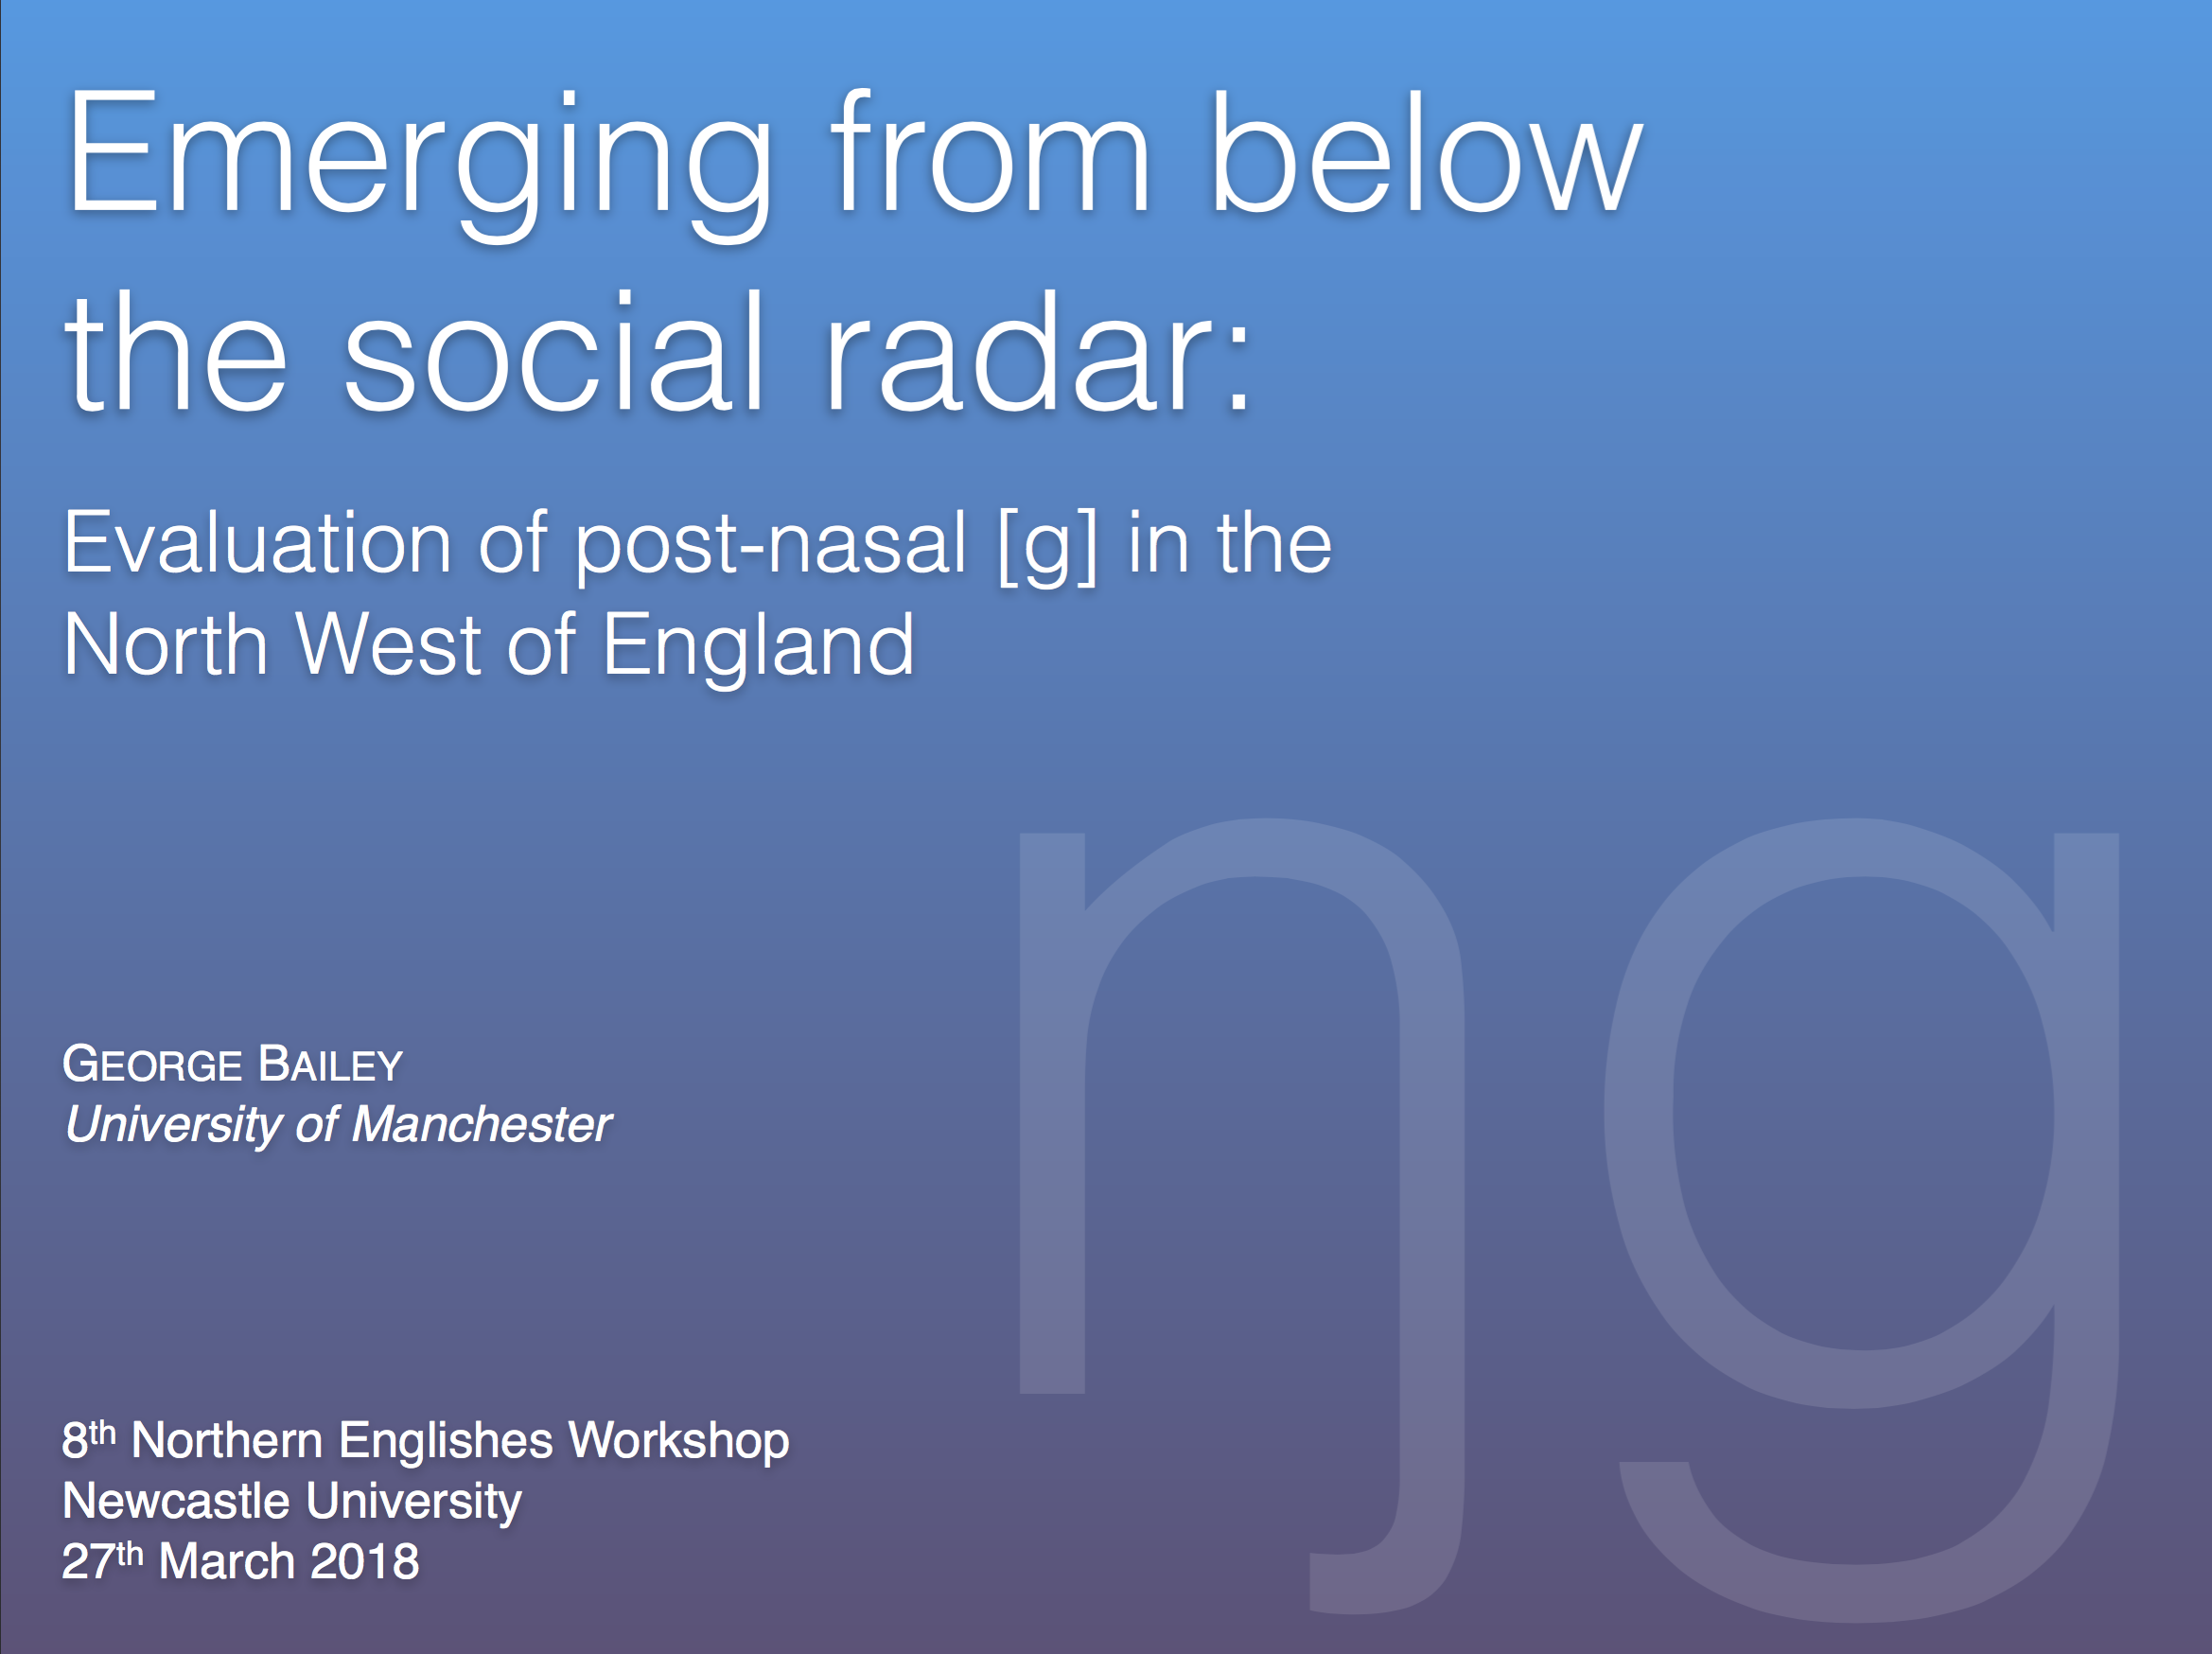 Emerging from below
the social radar:
Evaluation of post-nasal [g] in the
North West of England
ŋg
GEORGE BAILEY
University of Manchester
8th Northern Englishes Workshop
Newcastle University
27th March 2018